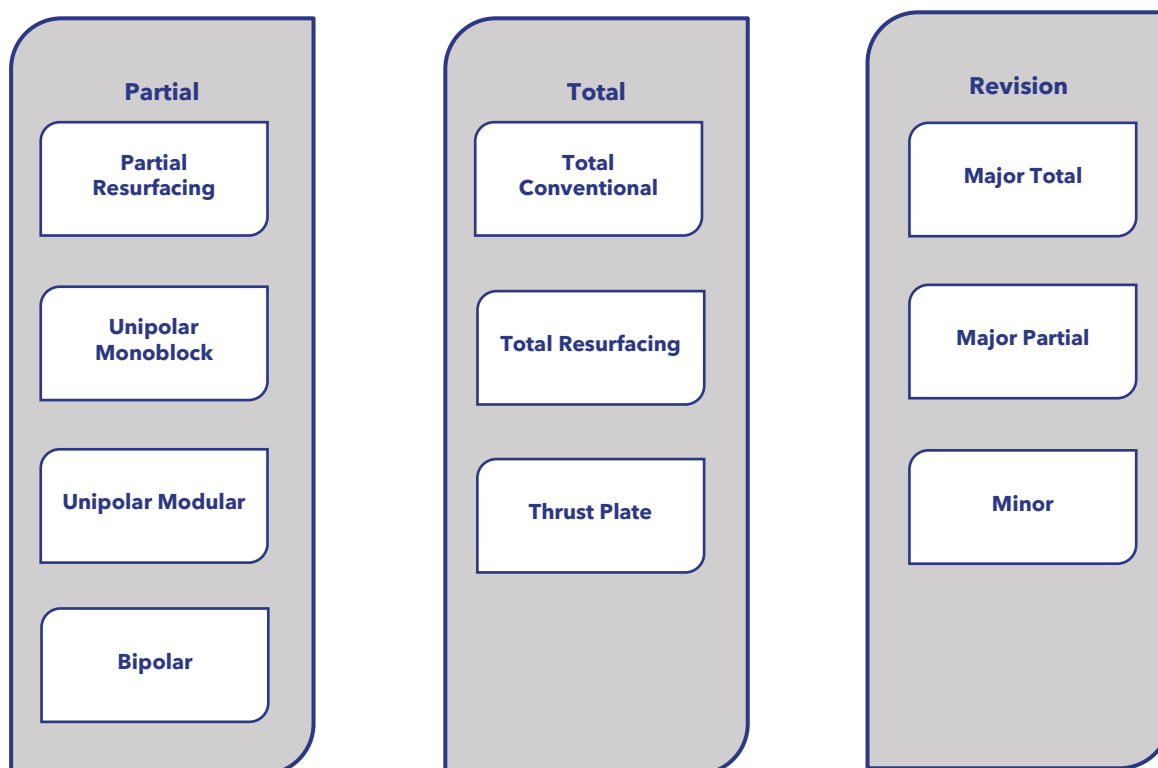 Partial
Partial
Resurfacing
Unipolar
Monoblock
Unipolar Modular
Bipolar
Total
Total
Conventional
Total Resurfacing
Thrust Plate
Revision
Major Total
Major Partial
Minor